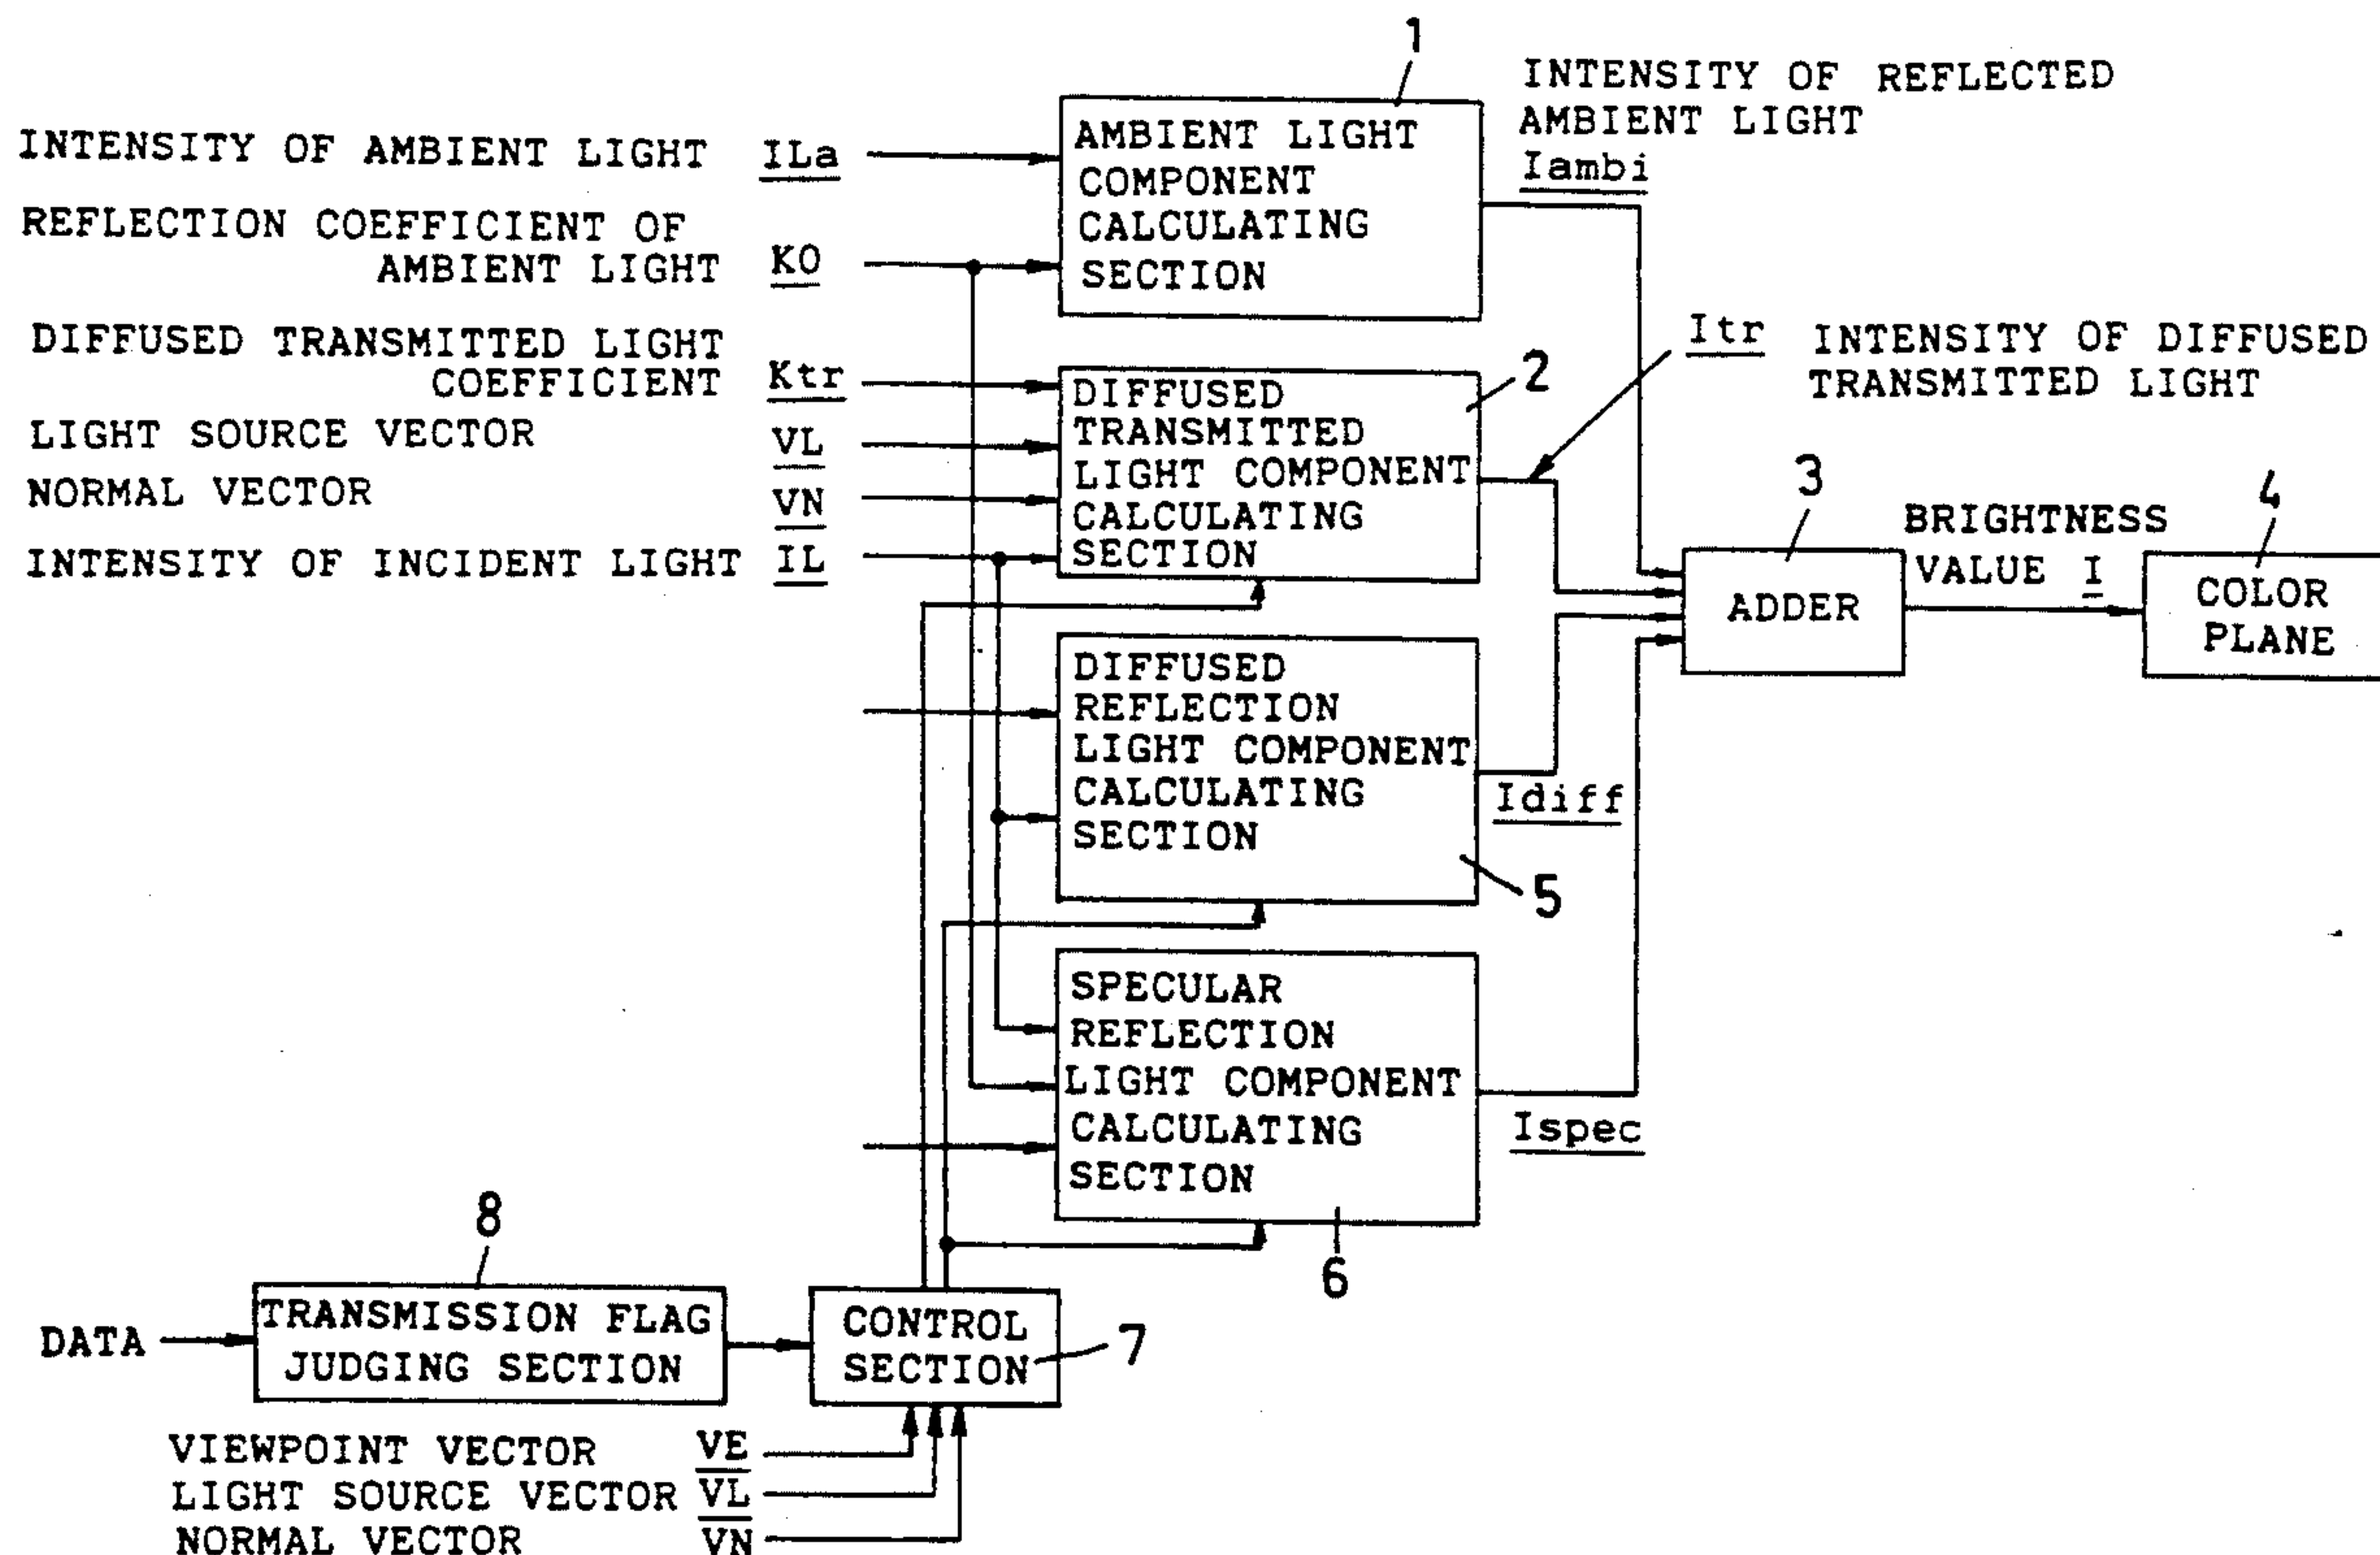 1
INTENSITY OF REFLECTED
AMBIENT LIGHT
Iambi
INTENSITY OF AMBIENT LIGHT ILa
REFLECTION COEFFICIENT OF
AMBIENT LIGHT K0
AMBIENT LIGHT
COMPONENT
CALCULATING
SECTION
DIFFUSED TRANSMITTED LIGHT
COEFFICIENT Ktr
LIGHT SOURCE VECTOR VL
NORMAL VECTOR VN
INTENSITY OF INCIDENT LIGHT IL
DIFFUSED
TRANSMITTED
LIGHT COMPONENT
CALCULATING
SECTION
2
Itr INTENSITY OF DIFFUSED
TRANSMITTED LIGHT
3
ADDER
BRIGHTNESS
VALUE I
4
COLOR
PLANE
DIFFUSED
REFLECTION
LIGHT COMPONENT
CALCULATING
SECTION
Idiff
5
SPECULAR
REFLECTION
LIGHT COMPONENT
CALCULATING
SECTION
Ispec
6
8
DATA
TRANSMISSION FLAG
JUDGING SECTION
CONTROL
SECTION
7
VIEWPOINT VECTOR VE
LIGHT SOURCE VECTOR VL
NORMAL VECTOR VN